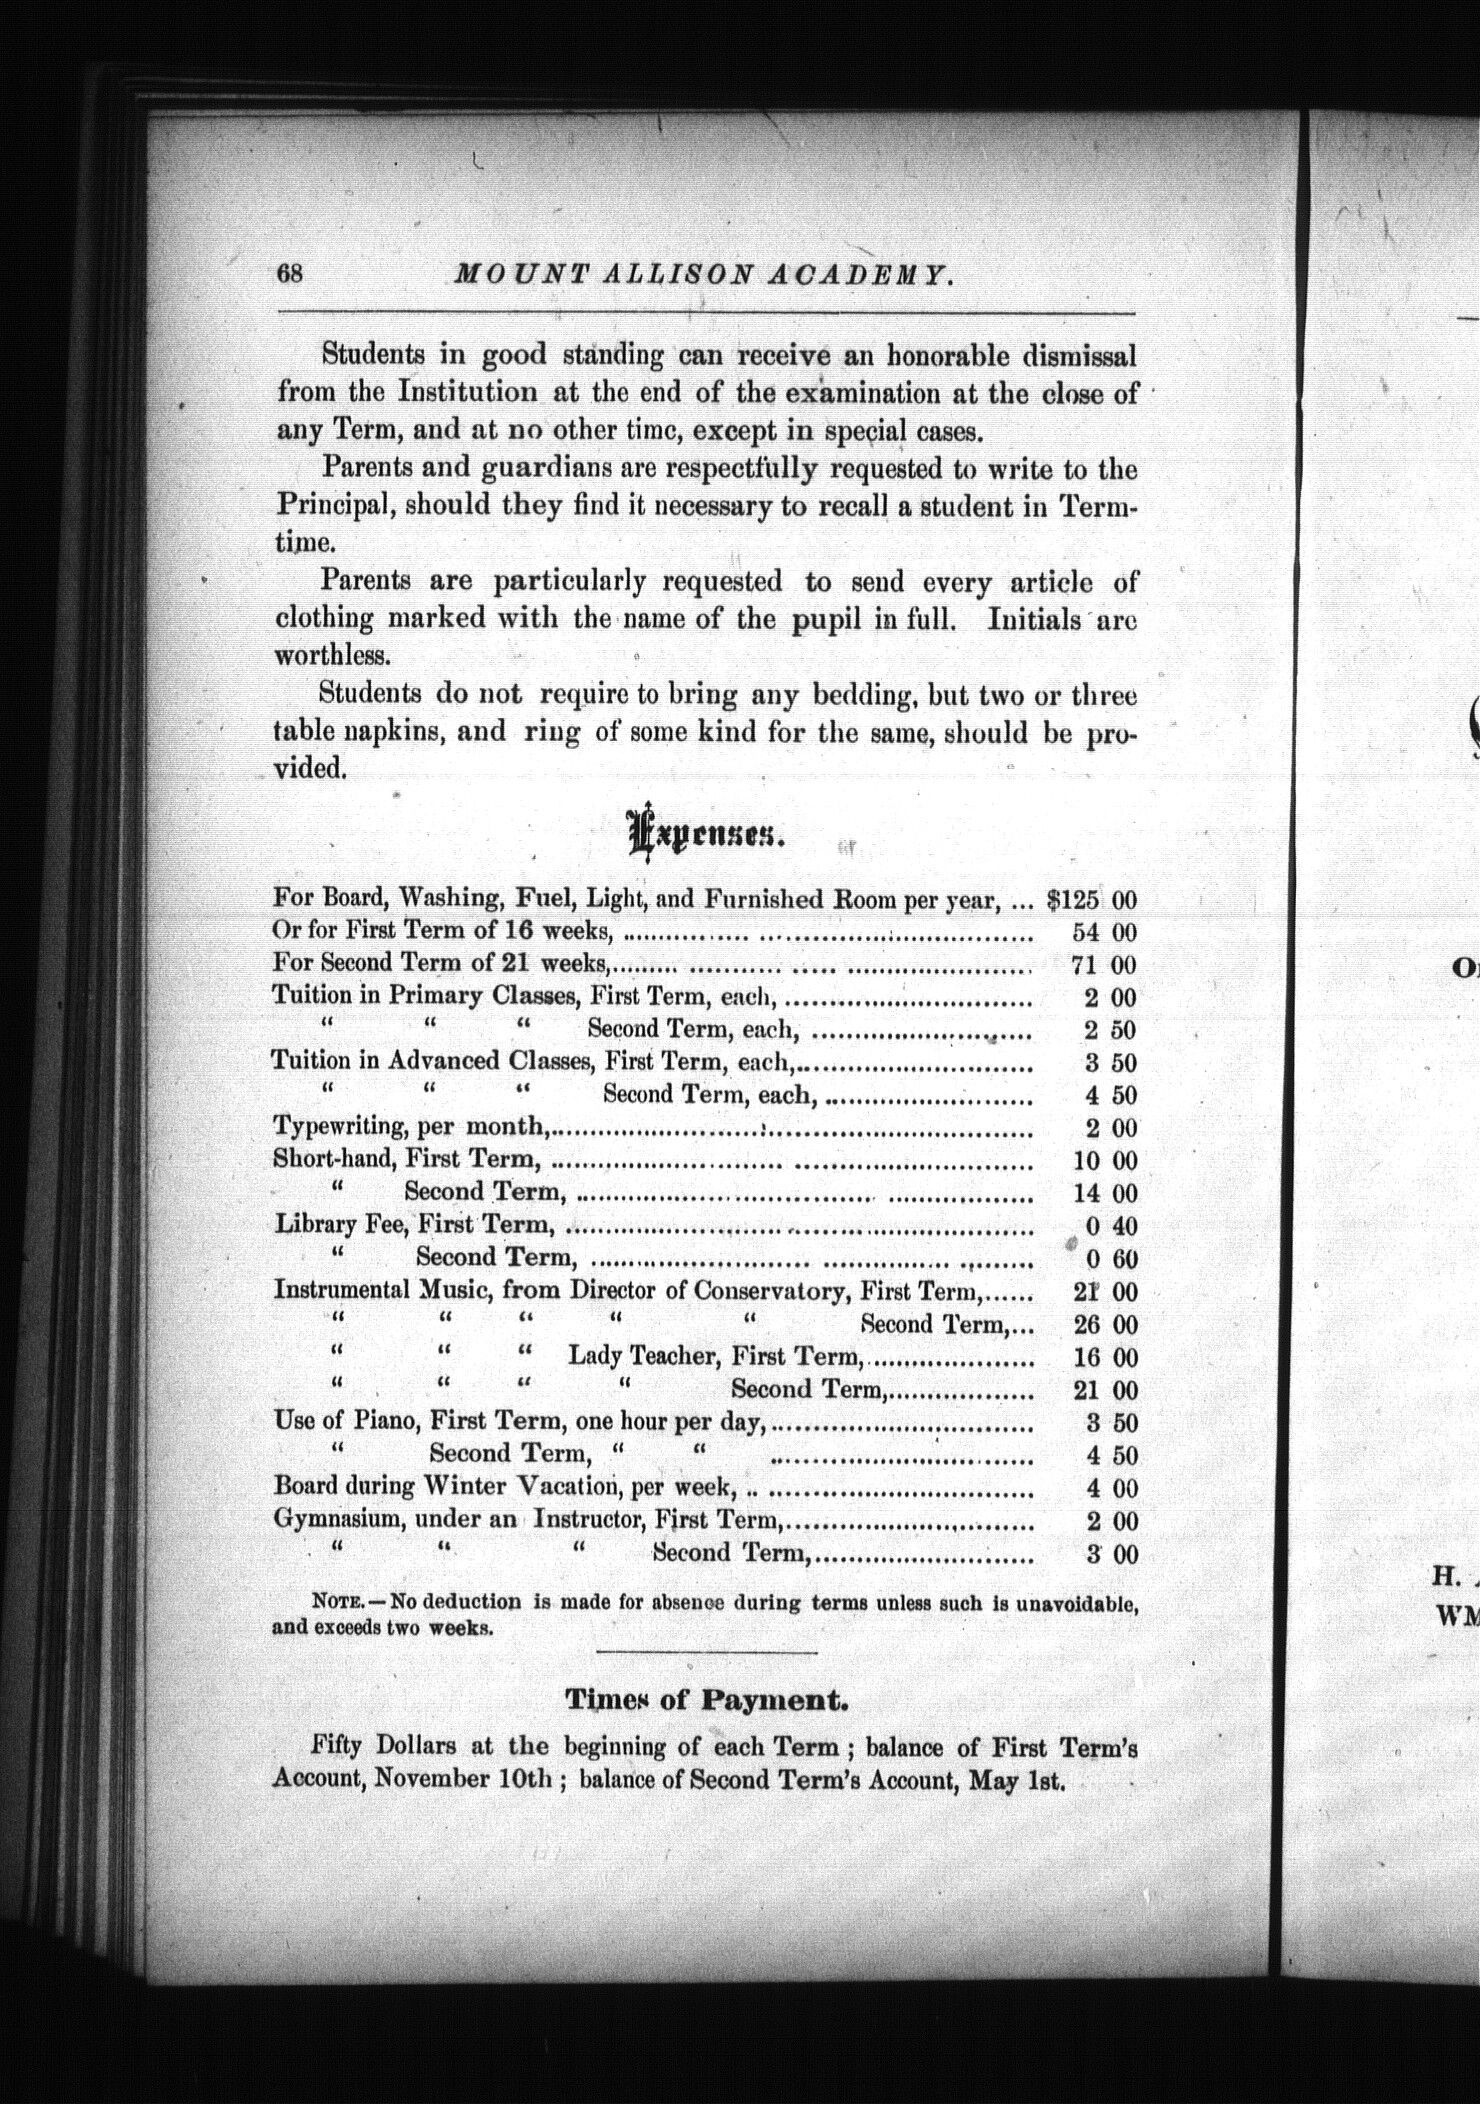 68 MOUNT ALLISON ACADEMY.
Students in good standing can receive an honorable dismissal
from the Institution at the end of the examination at the close of
any Term, and at no other time, except in special cases.
Parents and guardians are respectfully requested to write to the
Principal, should they find it necessary to recall a student in Term-
time.
Parents are particularly requested to send every article of
clothing marked with the name of the pupil in full. Initials are
worthless.
Students do not require to bring any bedding, but two or three
table napkins, and ring of some kind for the same, should be pro-
vided.
Expenses.
For Board, Washing, Fuel, Light, and Furnished Room per year, ... $125 00
Or for First Term of 16 weeks, ........ 54 00
For Second Term of 21 weeks,........ 71 00
Tuition in Primary Classes, First Term, each, ........ 2 00
“ “ “ Second Term, each, ........ 2 50
Tuition in Advanced Classes, First Term, each,........ 3 50
“ “ “ Second Term, each, ........ 4 50
Typewriting, per month,........ 2 00
Short-hand, First Term, ........ 10 00
“ Second Term, ........ 14 00
Library Fee, First Term, ........ 0 40
“ Second Term, ........ 0 60
Instrumental Music, from Director of Conservatory, First Term,...... 21 00
“ “ “ “ “ Second Term,... 26 00
“ “ “ Lady Teacher, First Term,........ 16 00
“ “ “ “ Second Term,........ 21 00
Use of Piano, First Term, one hour per day,........ 3 50
“ Second Term, “ “ ........ 4 50
Board during Winter Vacation, per week, ........ 4 00
Gymnasium, under an Instructor, First Term,........ 2 00
“ “ “ Second Term,........ 3 00
NOTE.—No deduction is made for absence during terms unless such is unavoidable,
and exceeds two weeks.
Times of Payment.
Fifty Dollars at the beginning of each Term ; balance of First Term's
Account, November 10th ; balance of Second Term's Account, May 1st.
H.